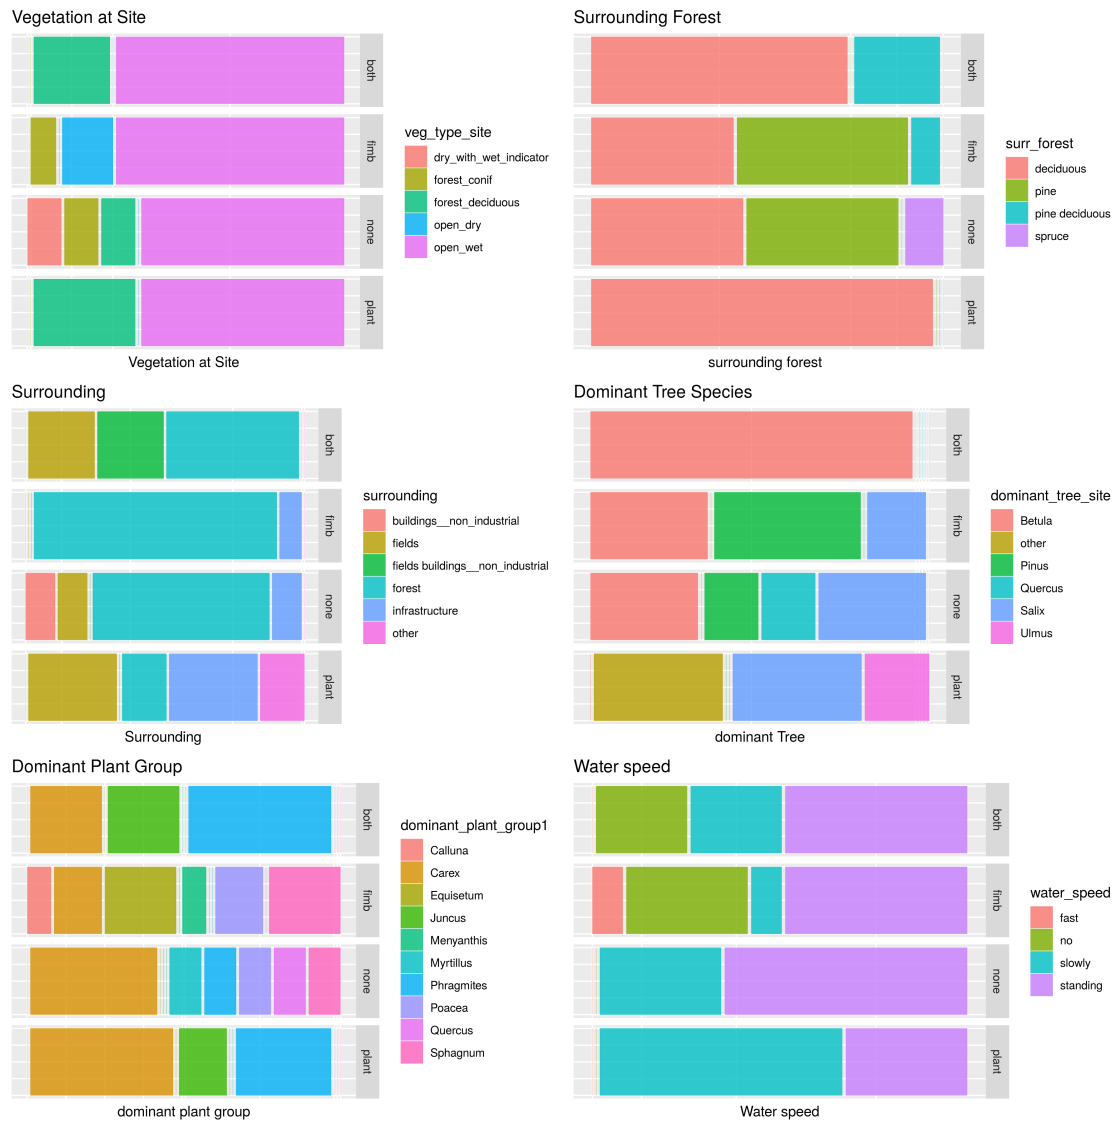 Vegetation at Site
both
fimb
none
plant
Vegetation at Site
veg_type_site
dry_with_wet_indicator
forest_conif
forest_deciduous
open_dry
open_wet
Surrounding Forest
both
fimb
none
plant
surrounding forest
surr_forest
deciduous
pine
pine deciduous
spruce
Surrounding
both
fimb
none
plant
Surrounding
surrounding
buildings__non_industrial
fields
fields buildings__non_industrial
forest
infrastructure
other
Dominant Tree Species
both
fimb
none
plant
dominant Tree
dominant_tree_site
Betula
other
Pinus
Quercus
Salix
Ulmus
Dominant Plant Group
both
fimb
none
plant
dominant plant group
dominant_plant_group1
Calluna
Carex
Equisetum
Juncus
Menyanthis
Myrtillus
Phragmites
Poacea
Quercus
Sphagnum
Water speed
both
fimb
none
plant
Water speed
water_speed
fast
no
slowly
standing